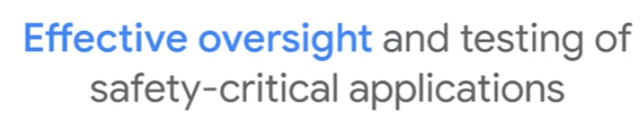 Effective oversight and testing of
safety-critical applications